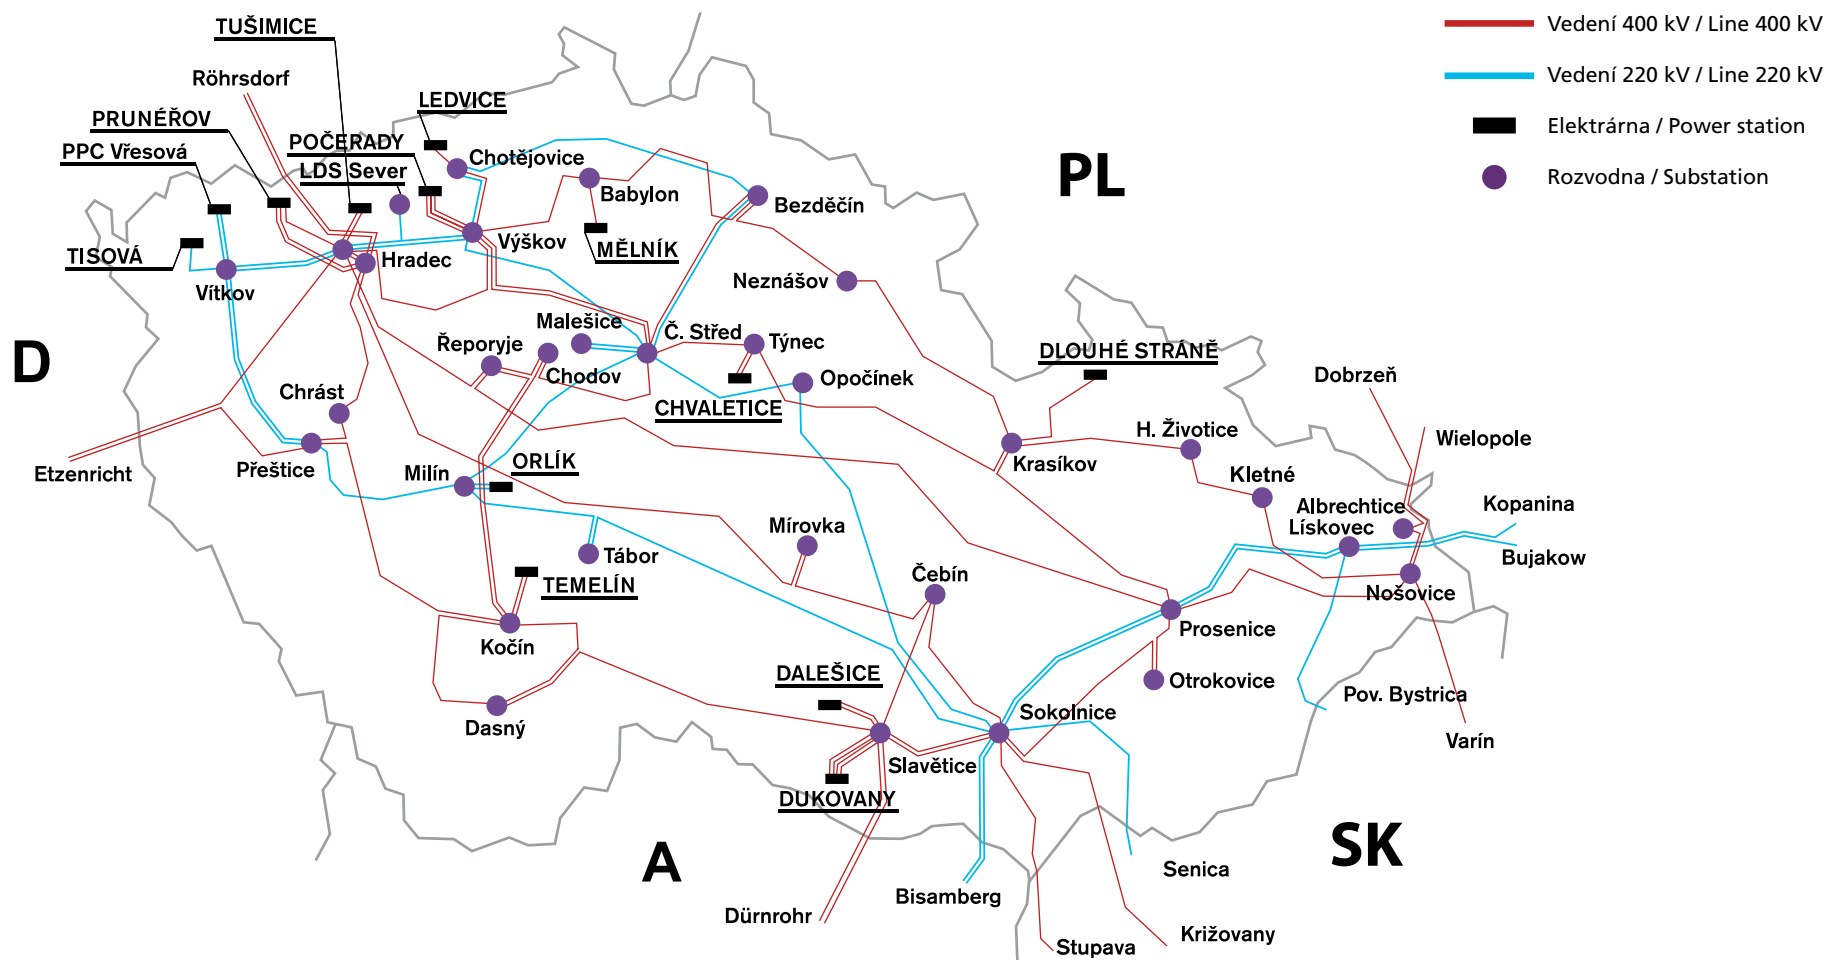 TUŠIMICE
Röhrsdorf
PRUNÉŘOV
PPC Vřesová
TISOVÁ
LEDVICE
POČERADY
LDS Sever
Chotějovice
Babylon
MĚLNÍK
Bezděčín
Výškov
Hradec
Vítkov
Neznášov
PL
Vedení 400 kV / Line 400 kV
Vedení 220 kV / Line 220 kV
Elektrárna / Power station
Rozvodna / Substation
D
Malešice
Č. Střed
Řeporyje
Chodov
Týnec
Opočínek
CHVALETICE
DLOUHÉ STRÁNĚ
Dobrzeň
Chrást
Etzenricht
Přeštice
Milín
ORLÍK
Krasíkov
H. Životice
Wielopole
Kletné
Albrechtice
Lískovec
Kopanina
Bujakow
Mírovka
Tábor
TEMELÍN
Čebín
Nošovice
Kočín
Prosenice
Otrokovice
DALEŠICE
Dasný
Sokolnice
Pov. Bystrica
Varín
Slavětice
DUKOVANY
A
SK
Senica
Bisamberg
Dürnrohr
Stupava
Križovany